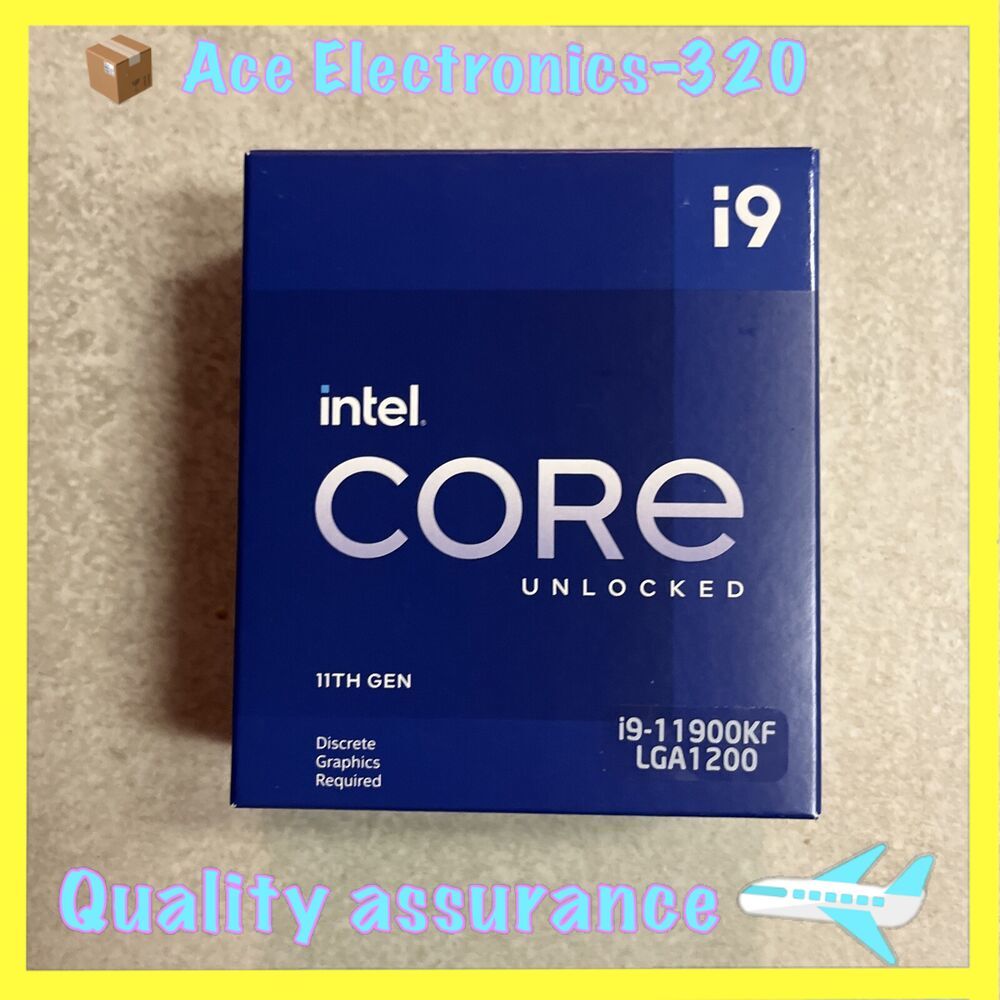 Ace Electronics-320
i9
intel.
CORE
UNLOCKED
11TH GEN
Discrete
Graphics
Required
i9-11900KF
LGA1200
Quality assurance